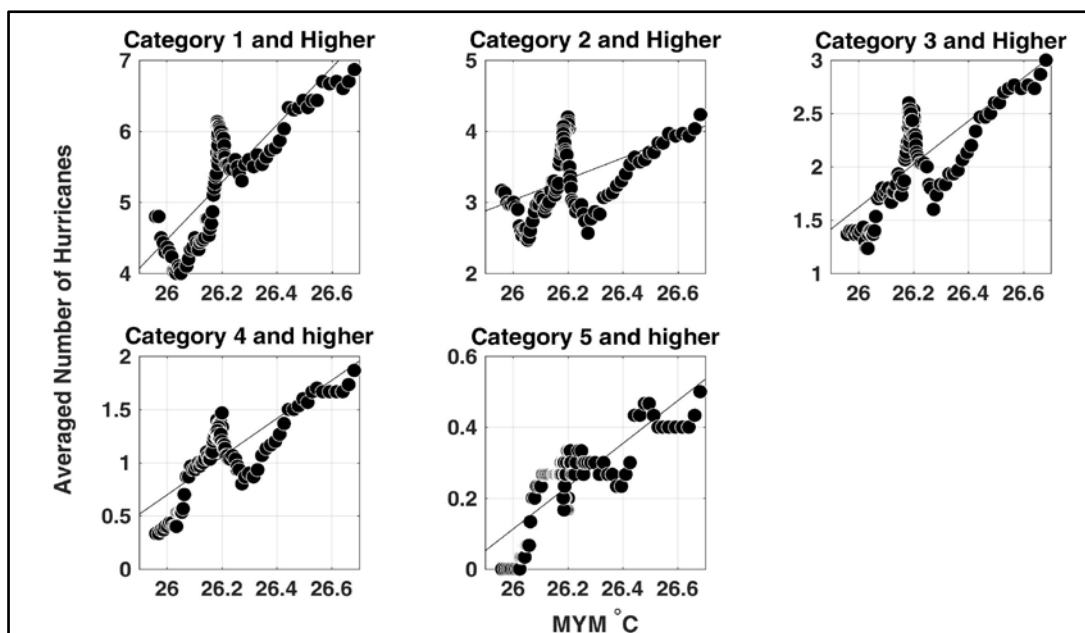 Category 1 and Higher
Category 2 and Higher
Category 3 and Higher
7
6
5
4
26 26.2 26.4 26.6
5
4
3
2
26 26.2 26.4 26.6
3
2.5
2
1.5
1
26 26.2 26.4 26.6
Averaged Number of Hurricanes
Category 4 and higher
Category 5 and higher
2
1.5
1
0.5
0
26 26.2 26.4 26.6
0.6
0.4
0.2
0
26 26.2 26.4 26.6
MYM °C